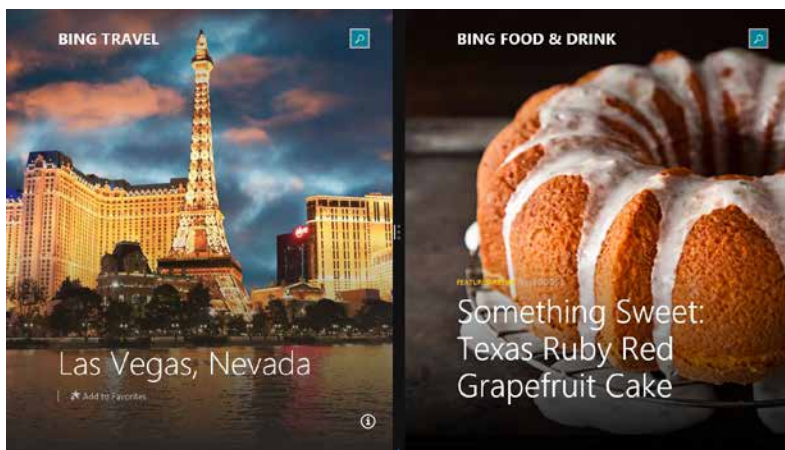 BING TRAVEL
Las Vegas, Nevada
Add to Favorites
BING FOOD & DRINK
Something Sweet:
Texas Ruby Red
Grapefruit Cake